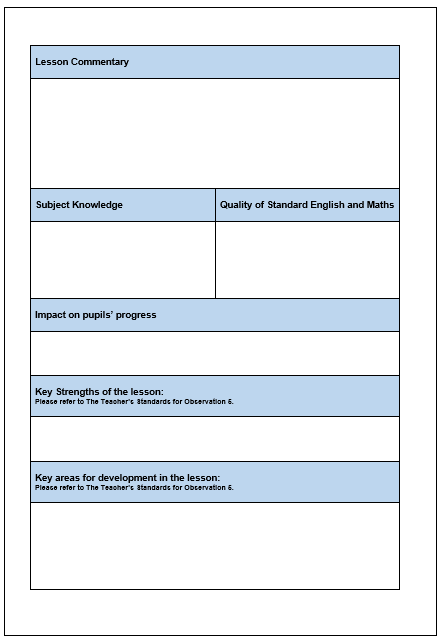 Lesson Commentary
Subject Knowledge
Quality of Standard English and Maths
Impact on pupils' progress
Key Strengths of the lesson:
Please refer to The Teacher's Standards for Observation 6.
Key areas for development in the lesson:
Please refer to The Teacher's Standards for Observation 6.